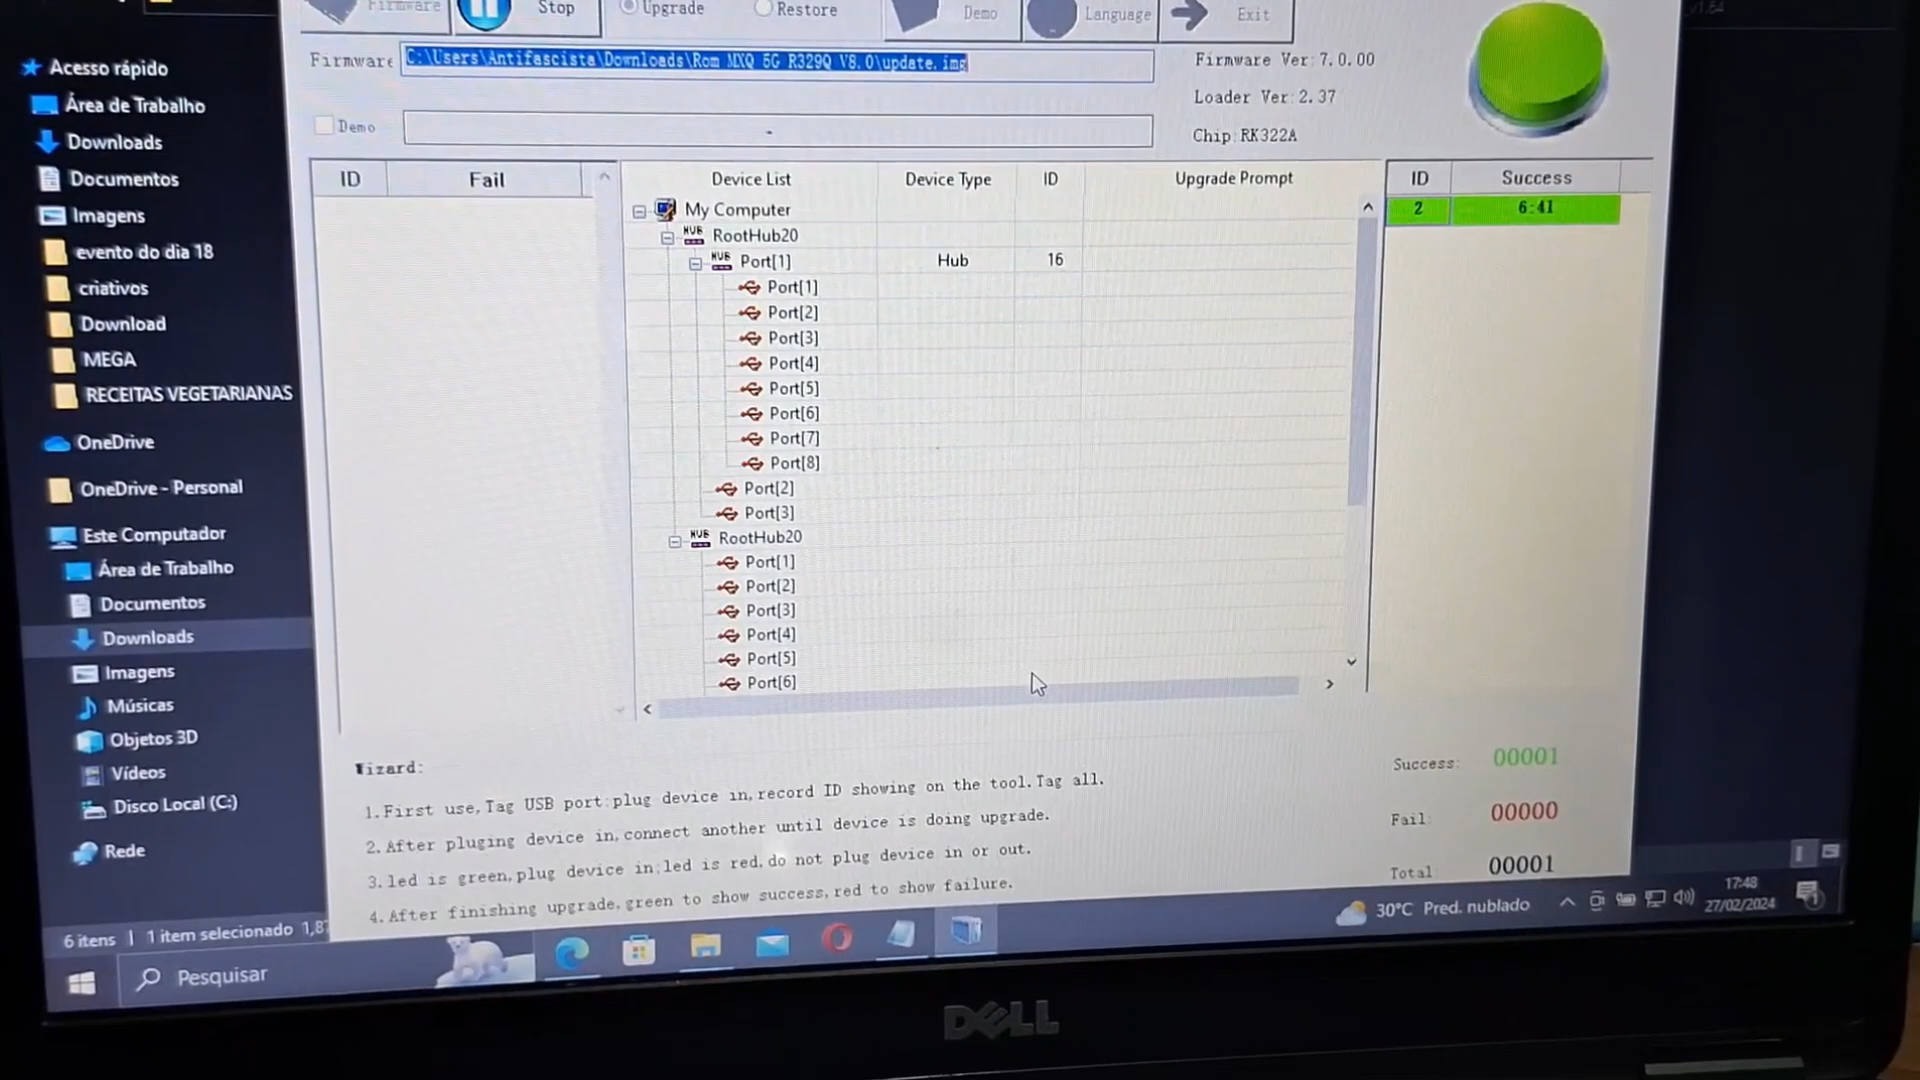 Firmware Stop Upgrade Restore Demo Language Exit
v1.64
Firmware C:\Users\Antifascista\Downloads\Rom MXQ 5G R329Q V8.0\update.img
Firmware Ver:7.0.00
Loader Ver:2.37
Chip:RK322A
Demo -
ID Fail
Device List Device Type ID Upgrade Prompt
ID Success
2 6:41
My Computer
RootHub20
Port[1] Hub 16
Port[1]
Port[2]
Port[3]
Port[4]
Port[5]
Port[6]
Port[7]
Port[8]
Port[2]
Port[3]
RootHub20
Port[1]
Port[2]
Port[3]
Port[4]
Port[5]
Port[6]
Acesso rápido
Área de Trabalho
Downloads
Documentos
Imagens
evento do dia 18
criativos
Download
MEGA
RECEITAS VEGETARIANAS
OneDrive
OneDrive - Personal
Este Computador
Área de Trabalho
Documentos
Downloads
Imagens
Músicas
Objetos 3D
Vídeos
Disco Local (C:)
Rede
6 itens 1 item selecionado 1,8
Wizard:
1.First use,Tag USB port:plug device in,record ID showing on the tool.Tag all.
2.After pluging device in,connect another until device is doing upgrade.
3.led is green,plug device in;led is red,do not plug device in or out.
4.After finishing upgrade,green to show success,red to show failure.
Success: 00001
Fail: 00000
Total 00001
Pesquisar
30°C Pred. nublado
17:48
27/02/2024
1
DELL